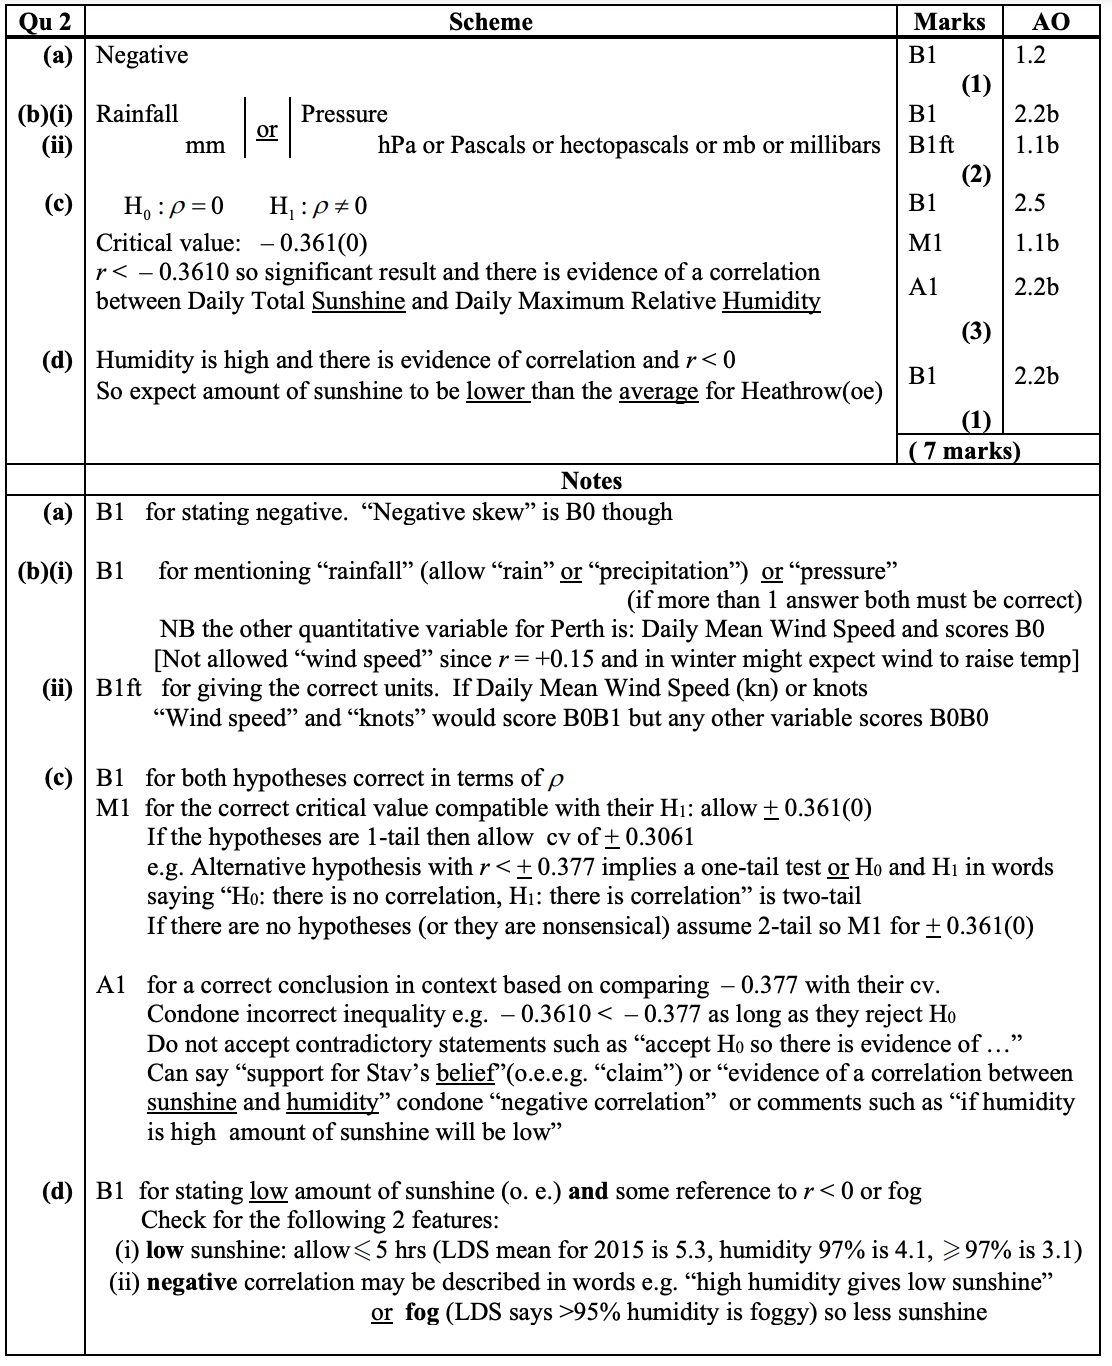 Qu 2 Scheme Marks AO
(a) Negative B1 1.2
(1)
(b)(i) Rainfall or Pressure B1 2.2b
(ii) mm hPa or Pascals or hectopascals or mb or millibars B1ft 1.1b
(2)
(c) H₀ : ρ = 0 H₁ : ρ ≠ 0 B1 2.5
Critical value: – 0.361(0) M1 1.1b
r < – 0.3610 so significant result and there is evidence of a correlation
between Daily Total Sunshine and Daily Maximum Relative Humidity A1 2.2b
(3)
(d) Humidity is high and there is evidence of correlation and r < 0
So expect amount of sunshine to be lower than the average for Heathrow(oe) B1 2.2b
(1)
( 7 marks)
Notes
(a) B1 for stating negative. “Negative skew” is B0 though
(b)(i) B1 for mentioning “rainfall” (allow “rain” or “precipitation”) or “pressure”
(if more than 1 answer both must be correct)
NB the other quantitative variable for Perth is: Daily Mean Wind Speed and scores B0
[Not allowed “wind speed” since r = +0.15 and in winter might expect wind to raise temp]
(ii) B1ft for giving the correct units. If Daily Mean Wind Speed (kn) or knots
“Wind speed” and “knots” would score B0B1 but any other variable scores B0B0
(c) B1 for both hypotheses correct in terms of ρ
M1 for the correct critical value compatible with their H₁: allow ± 0.361(0)
If the hypotheses are 1-tail then allow cv of ± 0.3061
e.g. Alternative hypothesis with r < ± 0.377 implies a one-tail test or H₀ and H₁ in words
saying “H₀: there is no correlation, H₁: there is correlation” is two-tail
If there are no hypotheses (or they are nonsensical) assume 2-tail so M1 for ± 0.361(0)
A1 for a correct conclusion in context based on comparing – 0.377 with their cv.
Condone incorrect inequality e.g. – 0.3610 < – 0.377 as long as they reject H₀
Do not accept contradictory statements such as “accept H₀ so there is evidence of …”
Can say “support for Stav’s belief”(o.e.e.g. “claim”) or “evidence of a correlation between
sunshine and humidity” condone “negative correlation” or comments such as “if humidity
is high amount of sunshine will be low”
(d) B1 for stating low amount of sunshine (o. e.) and some reference to r < 0 or fog
Check for the following 2 features:
(i) low sunshine: allow ⩽ 5 hrs (LDS mean for 2015 is 5.3, humidity 97% is 4.1, ⩾ 97% is 3.1)
(ii) negative correlation may be described in words e.g. “high humidity gives low sunshine”
or fog (LDS says >95% humidity is foggy) so less sunshine